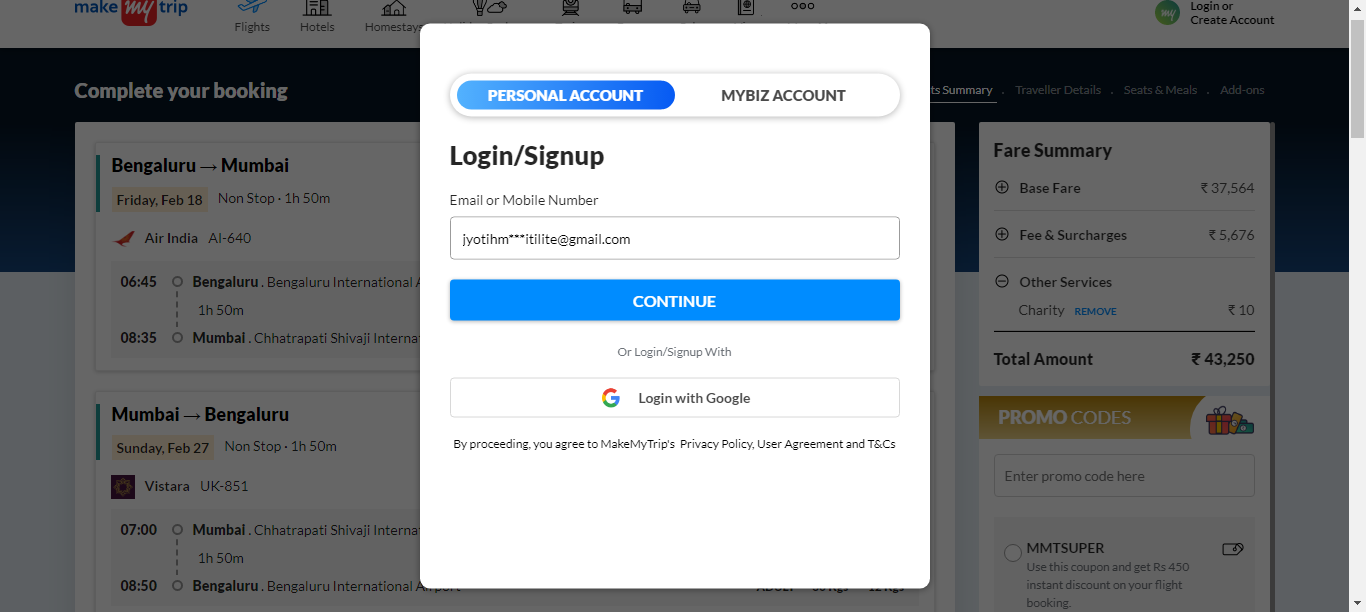 make my trip
Flights
Hotels
Homestays
Login or
Create Account
Complete your booking
ts Summary
Traveller Details
Seats & Meals
Add-ons
Bengaluru → Mumbai
Friday, Feb 18 Non Stop · 1h 50m
Air India AI-640
06:45 Bengaluru . Bengaluru International A
1h 50m
08:35 Mumbai . Chhatrapati Shivaji Interna
Mumbai → Bengaluru
Sunday, Feb 27 Non Stop · 1h 50m
Vistara UK-851
07:00 Mumbai . Chhatrapati Shivaji Interna
1h 50m
08:50 Bengaluru . Bengaluru International Airport
PERSONAL ACCOUNT
MYBIZ ACCOUNT
Login/Signup
Email or Mobile Number
jyotihm***itilite@gmail.com
CONTINUE
Or Login/Signup With
Login with Google
By proceeding, you agree to MakeMyTrip's Privacy Policy, User Agreement and T&Cs
Fare Summary
Base Fare ₹ 37,564
Fee & Surcharges ₹ 5,676
Other Services
Charity REMOVE ₹ 10
Total Amount ₹ 43,250
PROMO CODES
my
Enter promo code here
MMTSUPER
Use this coupon and get Rs 450
instant discount on your flight
booking.